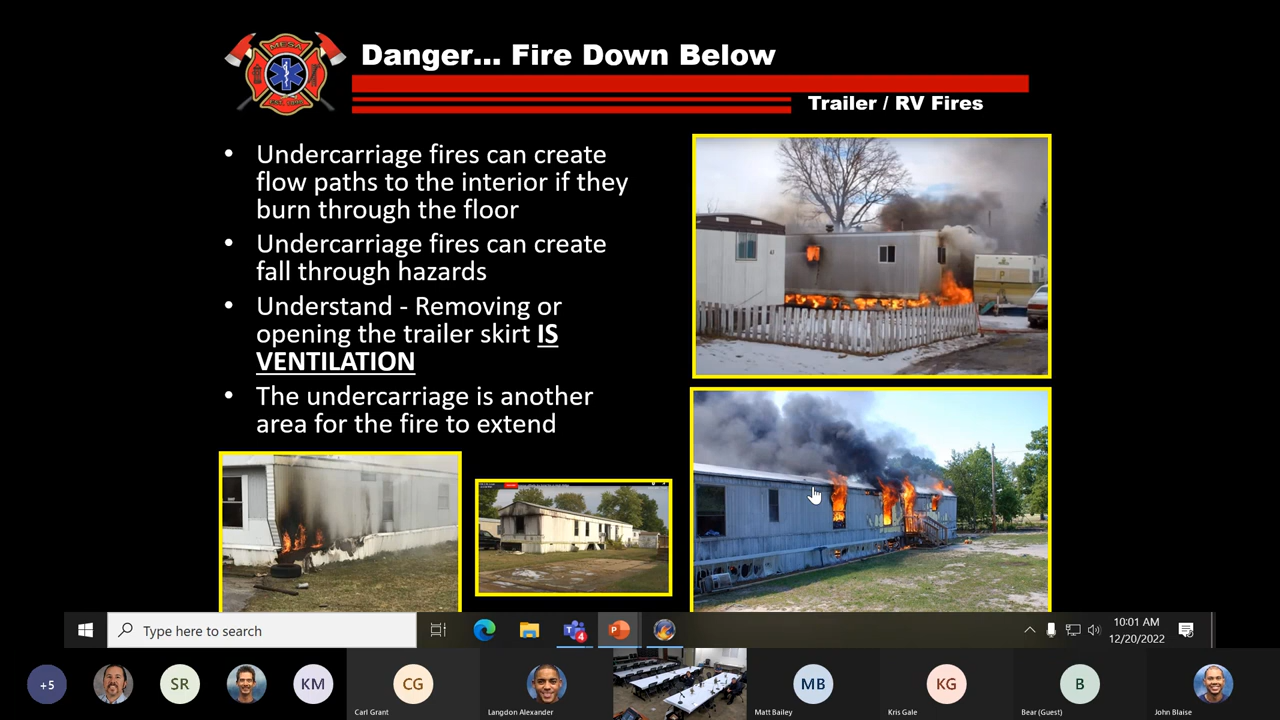 MESA
EST. 1898
Danger... Fire Down Below
Trailer / RV Fires
• Undercarriage fires can create
flow paths to the interior if they
burn through the floor
• Undercarriage fires can create
fall through hazards
• Understand - Removing or
opening the trailer skirt IS
VENTILATION
• The undercarriage is another
area for the fire to extend
Type here to search
4
10:01 AM
12/20/2022
+5
SR
KM
CG
MB
KG
B
Carl Grant
Langdon Alexander
Matt Bailey
Kris Gale
Bear (Guest)
John Blaise